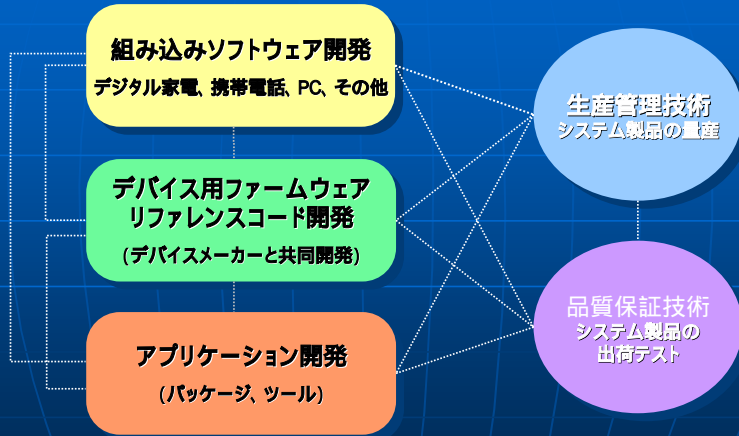 組み込みソフトウェア開発
デジタル家電、携帯電話、PC、その他
デバイス用ファームウェア
リファレンスコード開発
(デバイスメーカーと共同開発)
アプリケーション開発
(パッケージ、ツール)
生産管理技術
システム製品の量産
品質保証技術
システム製品の
出荷テスト